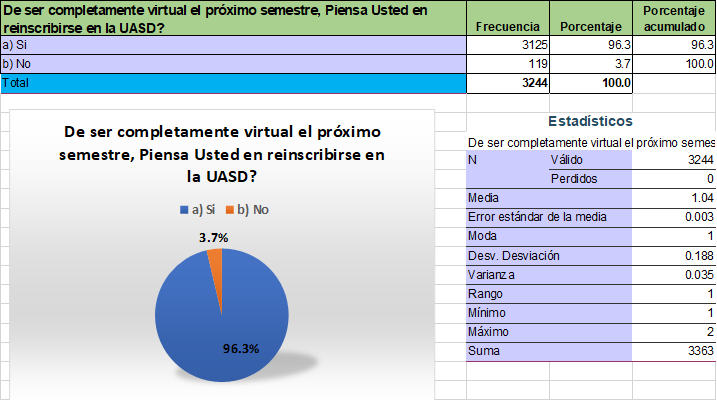 De ser completamente virtual el próximo semestre, Piensa Usted en
reinscribirse en la UASD?
Frecuencia Porcentaje Porcentaje acumulado
a) Si 3125 96.3 96.3
b) No 119 3.7 100.0
Total 3244 100.0
De ser completamente virtual el próximo
semestre, Piensa Usted en reinscribirse en
la UASD?
a) Si b) No
3.7%
96.3%
Estadísticos
De ser completamente virtual el próximo semes
N Válido 3244
Perdidos 0
Media 1.04
Error estándar de la media 0.003
Moda 1
Desv. Desviación 0.188
Varianza 0.035
Rango 1
Mínimo 1
Máximo 2
Suma 3363